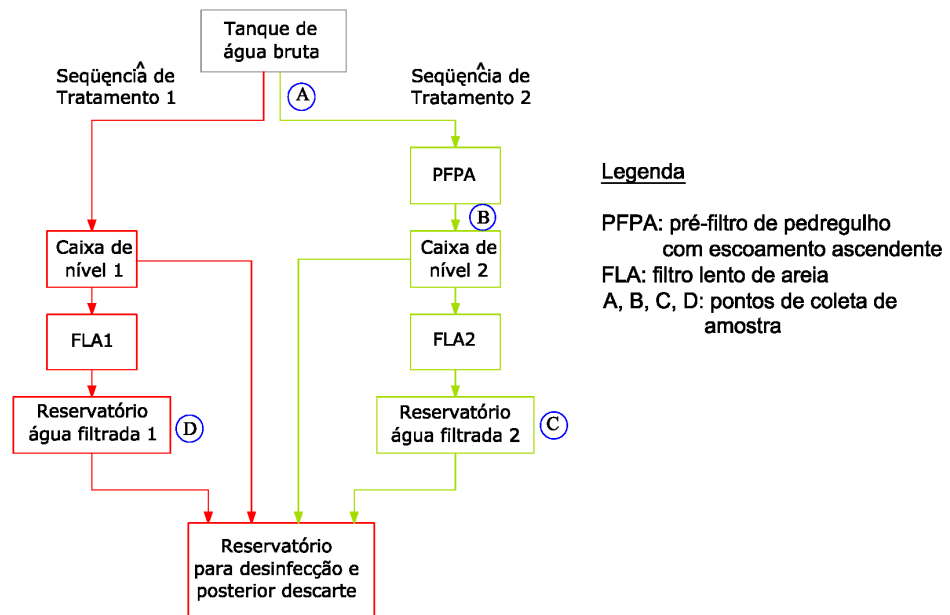 Tanque de
água bruta
Seqüência de
Tratamento 1
A
Seqüência de
Tratamento 2
PFPA
B
Caixa de
nível 1
Caixa de
nível 2
FLA1
FLA2
Reservatório
água filtrada 1
D
Reservatório
água filtrada 2
C
Reservatório
para desinfecção e
posterior descarte
Legenda
PFPA: pré-filtro de pedregulho
com escoamento ascendente
FLA: filtro lento de areia
A, B, C, D: pontos de coleta de
amostra